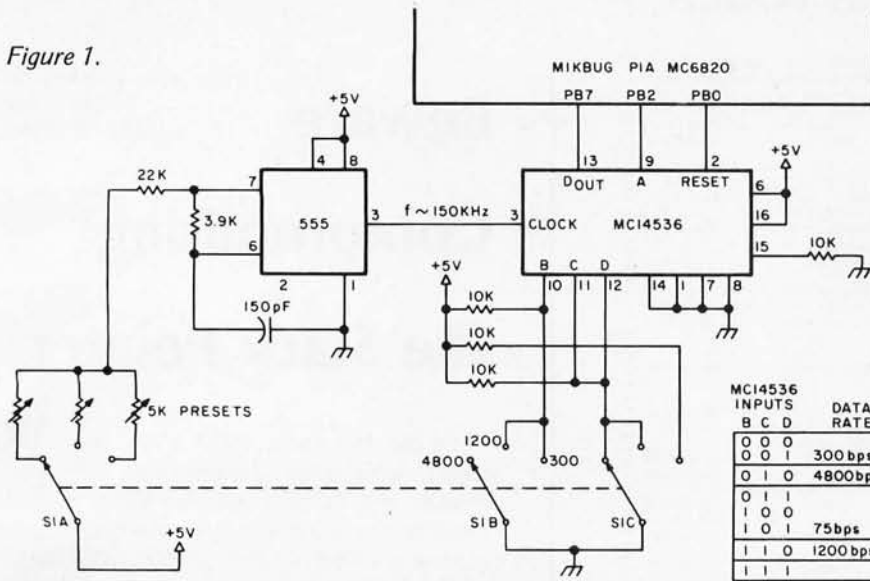 Figure 1.
MIKBUG PIA MC6820
PB7 PB2 PB0
+5V
4 8
22K
7
3.9K
555
6
2
1
150pF
3
f ~ 150KHz
13 9 2
DOUT A RESET
3 CLOCK
MC14536
6
16
15
+5V
10K
B C D
10 11 12
14 1 7 8
+5V
10K
10K
10K
5K PRESETS
S1A
+5V
1200
4800
300
S1B
S1C
MC14536
INPUTS
B C D
DATA
RATE
0 0 0
0 0 1 300 bps
0 1 0 4800bp
0 1 1
1 0 0
1 0 1 75bps
1 1 0 1200 bps
1 1 1